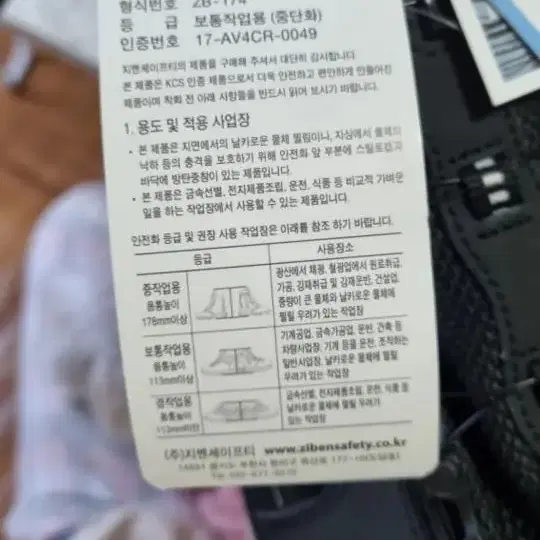 형식번호 ZB-174
등 급 보통작업용 (중단화)
인증번호 17-AV4CR-0049
지벤세이프티의 제품을 구매해 주셔서 대단히 감사합니다.
본 제품은 KCS 인증 제품으로서 더욱 안전하고 편안하게 만들어진
제품이며 착화 전 아래 사항들을 반드시 읽어 보시기 바랍니다.
1. 용도 및 적용 사업장
• 본 제품은 지면에서의 날카로운 물체 찔림이나, 지상에서 물체의
낙하 등의 충격을 보호하기 위해 안전화 앞 부분에 스틸토캡과
바닥에 방탄중창이 있는 제품입니다.
• 본 제품은 금속선별, 전지제품조립, 운전, 식품 등 비교적 가벼운
일을 하는 작업장에서 사용할 수 있는 제품입니다.
안전화 등급 및 권장 사용 작업장은 아래를 참조 하기 바랍니다.
등급 사용장소
중작업용
몸통높이
178mm이상
광산에서 채광, 철광업에서 원료취급,
가공, 강재취급 및 강재운반, 건설업,
중량이 큰 물체와 날카로운 물체에
찔릴 우려가 있는 작업장
보통작업용
몸통높이
113mm이상
기계공업, 금속가공업, 운반, 건축 등
차량사업장, 기계 등을 운전, 조작하는
일반사업장, 날카로운 물체에 찔릴
우려가 있는 작업장
경작업용
몸통높이
113mm이상
금속선별, 전지제품조립, 운전, 식품 등
날카로운 물체에 찔릴 우려가
있는 작업장
(주)지벤세이프티 www.zibensafety.co.kr